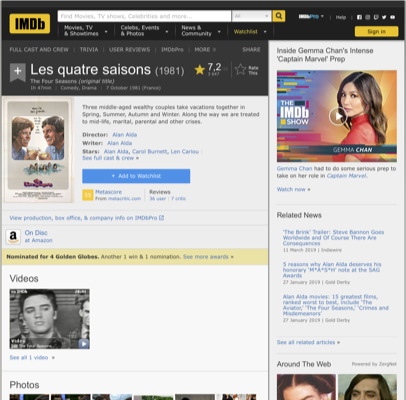 IMDb
Find Movies, TV shows, Celebrities and more...
All
IMDbPro
Help
Movies, TV & Showtimes
Celebs, Events & Photos
News & Community
Watchlist
Sign in
FULL CAST AND CREW | TRIVIA | USER REVIEWS | IMDbPro | MORE
SHARE
Les quatre saisons (1981)
The Four Seasons (original title)
1h 47min | Comedy, Drama | 7 October 1981 (France)
7,2
Rate This
Three middle-aged wealthy couples take vacations together in
Spring, Summer, Autumn and Winter. Along the way we are treated
to mid-life, marital, parental and other crises.
Director: Alan Alda
Writer: Alan Alda
Stars: Alan Alda, Carol Burnett, Len Cariou
See full cast & crew »
+ Add to Watchlist
Metascore
From metacritic.com
Reviews
36 user | 7 critic
View production, box office, & company info on IMDbPro
a
On Disc
at Amazon
Nominated for 4 Golden Globes. Another 1 win & 1 nomination. See more awards »
Videos
Video
See all 1 video »
Photos
Inside Gemma Chan's Intense
'Captain Marvel' Prep
THE
IMDb
SHOW
GEMMA CHAN
Gemma Chan had to do some serious prep
to take on her role in Captain Marvel.
Watch now »
Related News
'The Brink' Trailer: Steve Bannon Goes
Worldwide and Of Course There Are
Consequences
11 March 2019 | Indiewire
5 reasons why Alan Alda deserves his
honorary 'M*A*S*H' note at the SAG
Awards
27 January 2019 | Gold Derby
Alan Alda movies: 15 greatest films,
ranked worst to best, include 'The
Aviator,' 'The Four Seasons,' 'Crimes and
Misdemeanors'
27 January 2019 | Gold Derby
See all related articles »
Around The Web
Powered by ZergNet